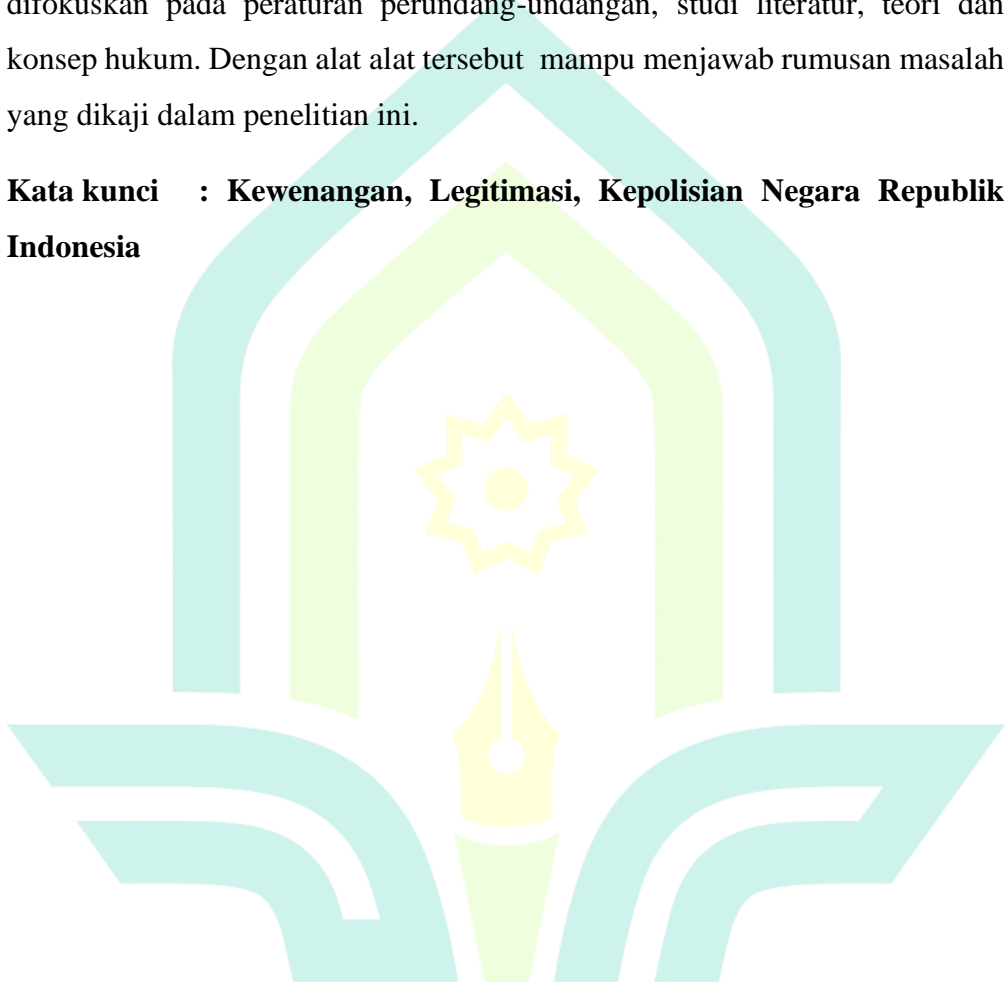 difokuskan pada peraturan perundang-undangan, studi literatur, teori dan
konsep hukum. Dengan alat alat tersebut mampu menjawab rumusan masalah
yang dikaji dalam penelitian ini.
Kata kunci : Kewenangan, Legitimasi, Kepolisian Negara Republik
Indonesia